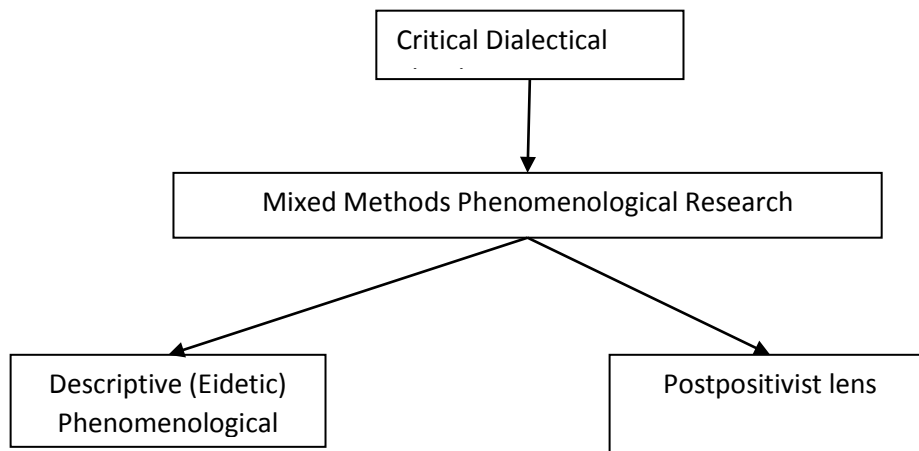 Critical Dialectical
Mixed Methods Phenomenological Research
Descriptive (Eidetic)
Phenomenological
Postpositivist lens